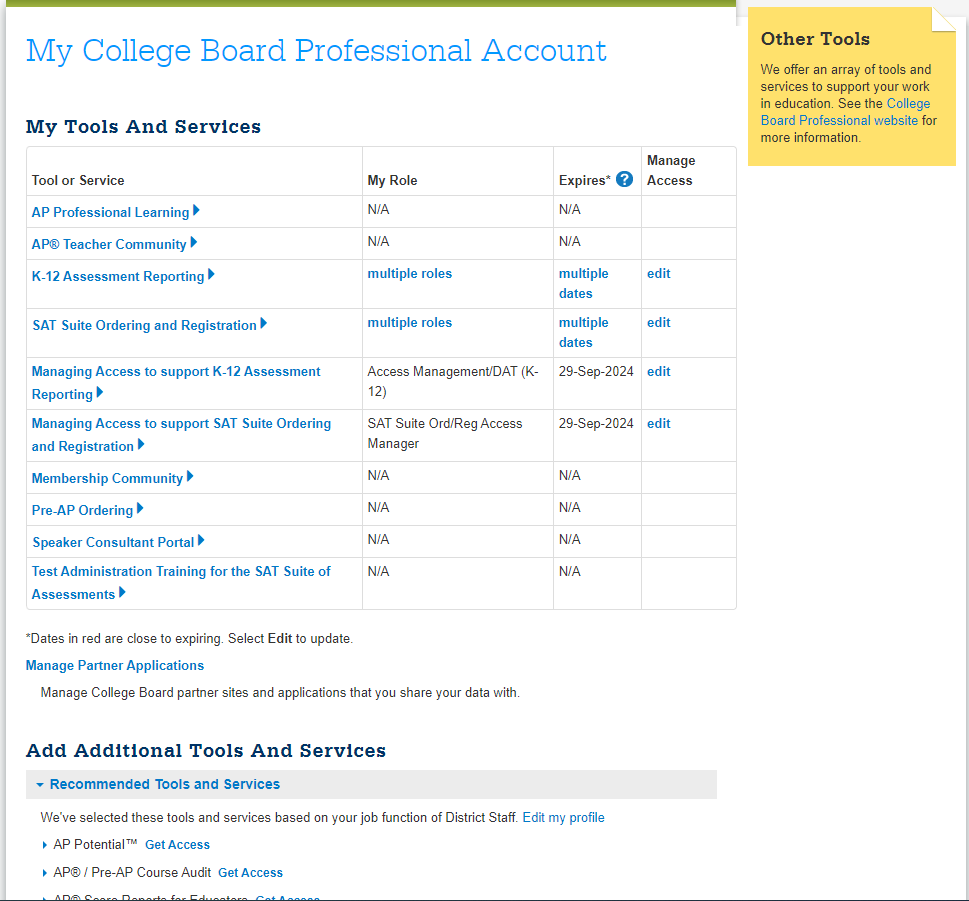 My College Board Professional Account
My Tools And Services
Tool or Service My Role Expires* ? Manage Access
AP Professional Learning N/A N/A
AP® Teacher Community N/A N/A
K-12 Assessment Reporting multiple roles multiple dates edit
SAT Suite Ordering and Registration multiple roles multiple dates edit
Managing Access to support K-12 Assessment Access Management/DAT (K- 29-Sep-2024 edit
Reporting 12)
Managing Access to support SAT Suite Ordering SAT Suite Ord/Reg Access 29-Sep-2024 edit
and Registration Manager
Membership Community N/A N/A
Pre-AP Ordering N/A N/A
Speaker Consultant Portal N/A N/A
Test Administration Training for the SAT Suite of N/A N/A
Assessments
*Dates in red are close to expiring. Select Edit to update.
Manage Partner Applications
Manage College Board partner sites and applications that you share your data with.
Add Additional Tools And Services
Recommended Tools and Services
We've selected these tools and services based on your job function of District Staff. Edit my profile
AP Potential™ Get Access
AP® / Pre-AP Course Audit Get Access
AP® Score Reports for Educators Get Access
Other Tools
We offer an array of tools and
services to support your work
in education. See the College
Board Professional website for
more information.